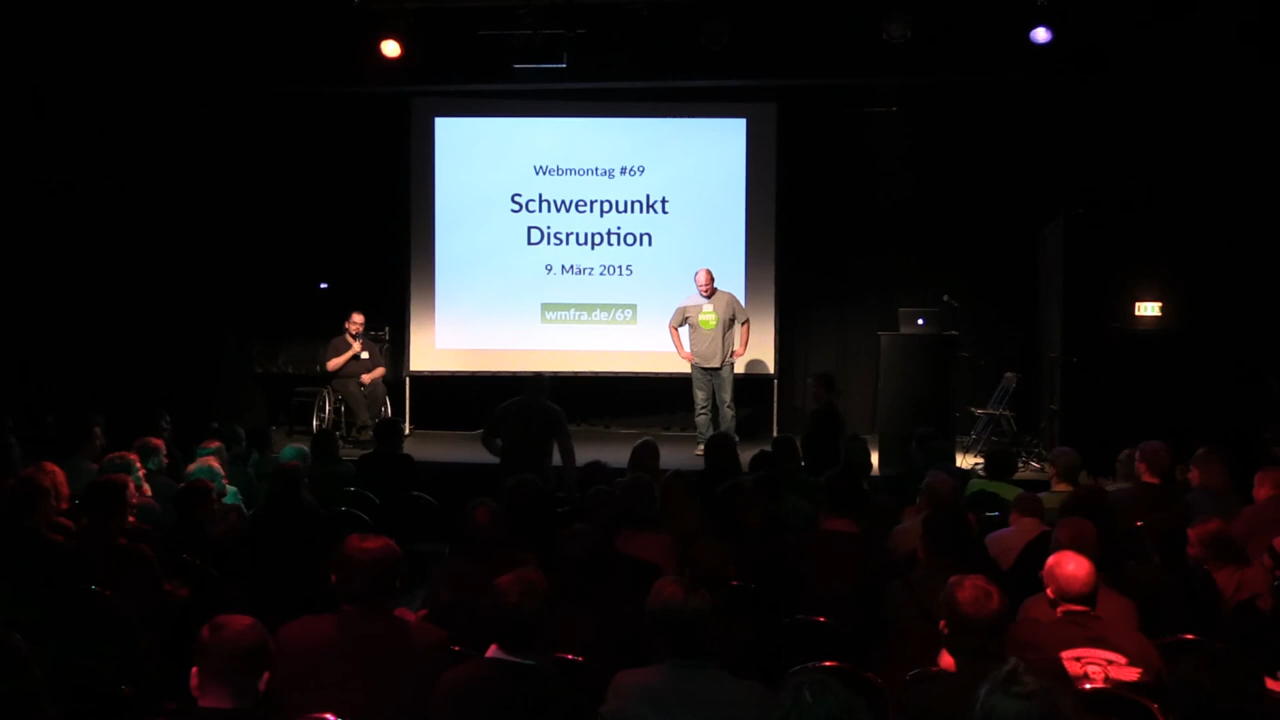 Webmontag #69
Schwerpunkt
Disruption
9. März 2015
wmfra.de/69